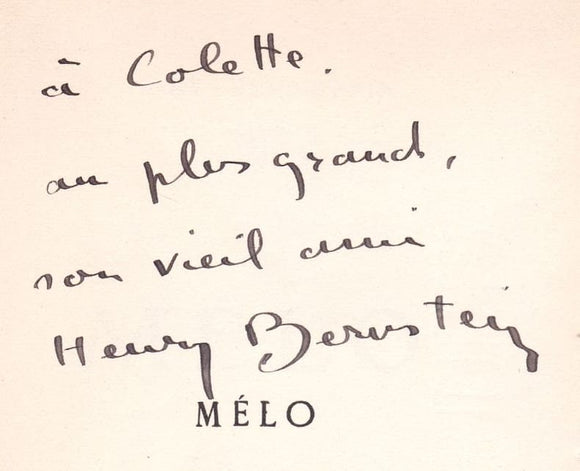 à Colette.
au plus grand,
son vieil ami
Henry Bernstein
MÉLO